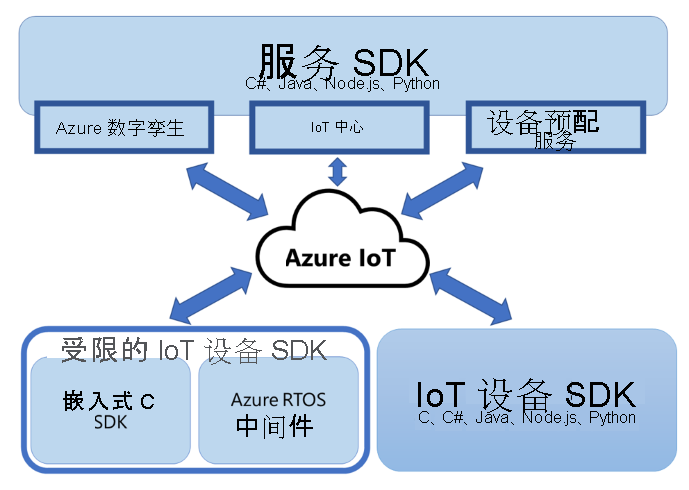 服务 SDK
C#、Java、Node.js、Python
Azure 数字孪生
IoT 中心
设备预配
服务
Azure IoT
受限的 IoT 设备 SDK
嵌入式 C
SDK
Azure RTOS
中间件
IoT 设备 SDK
C、C#、Java、Node.js、Python